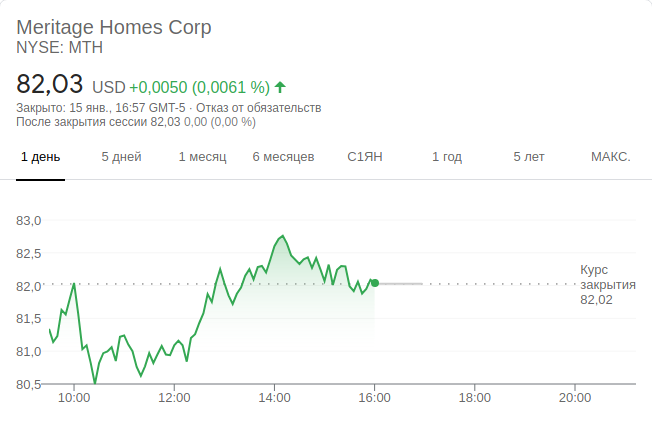 Meritage Homes Corp
NYSE: MTH
82,03 USD +0,0050 (0,0061 %)
Закрыто: 15 янв., 16:57 GMT-5 · Отказ от обязательств
После закрытия сессии 82,03 0,00 (0,00 %)
1 день 5 дней 1 месяц 6 месяцев С1ЯН 1 год 5 лет МАКС.
83,0
82,5
82,0
81,5
81,0
80,5
Курс
закрытия
82,02
10:00 12:00 14:00 16:00 18:00 20:00